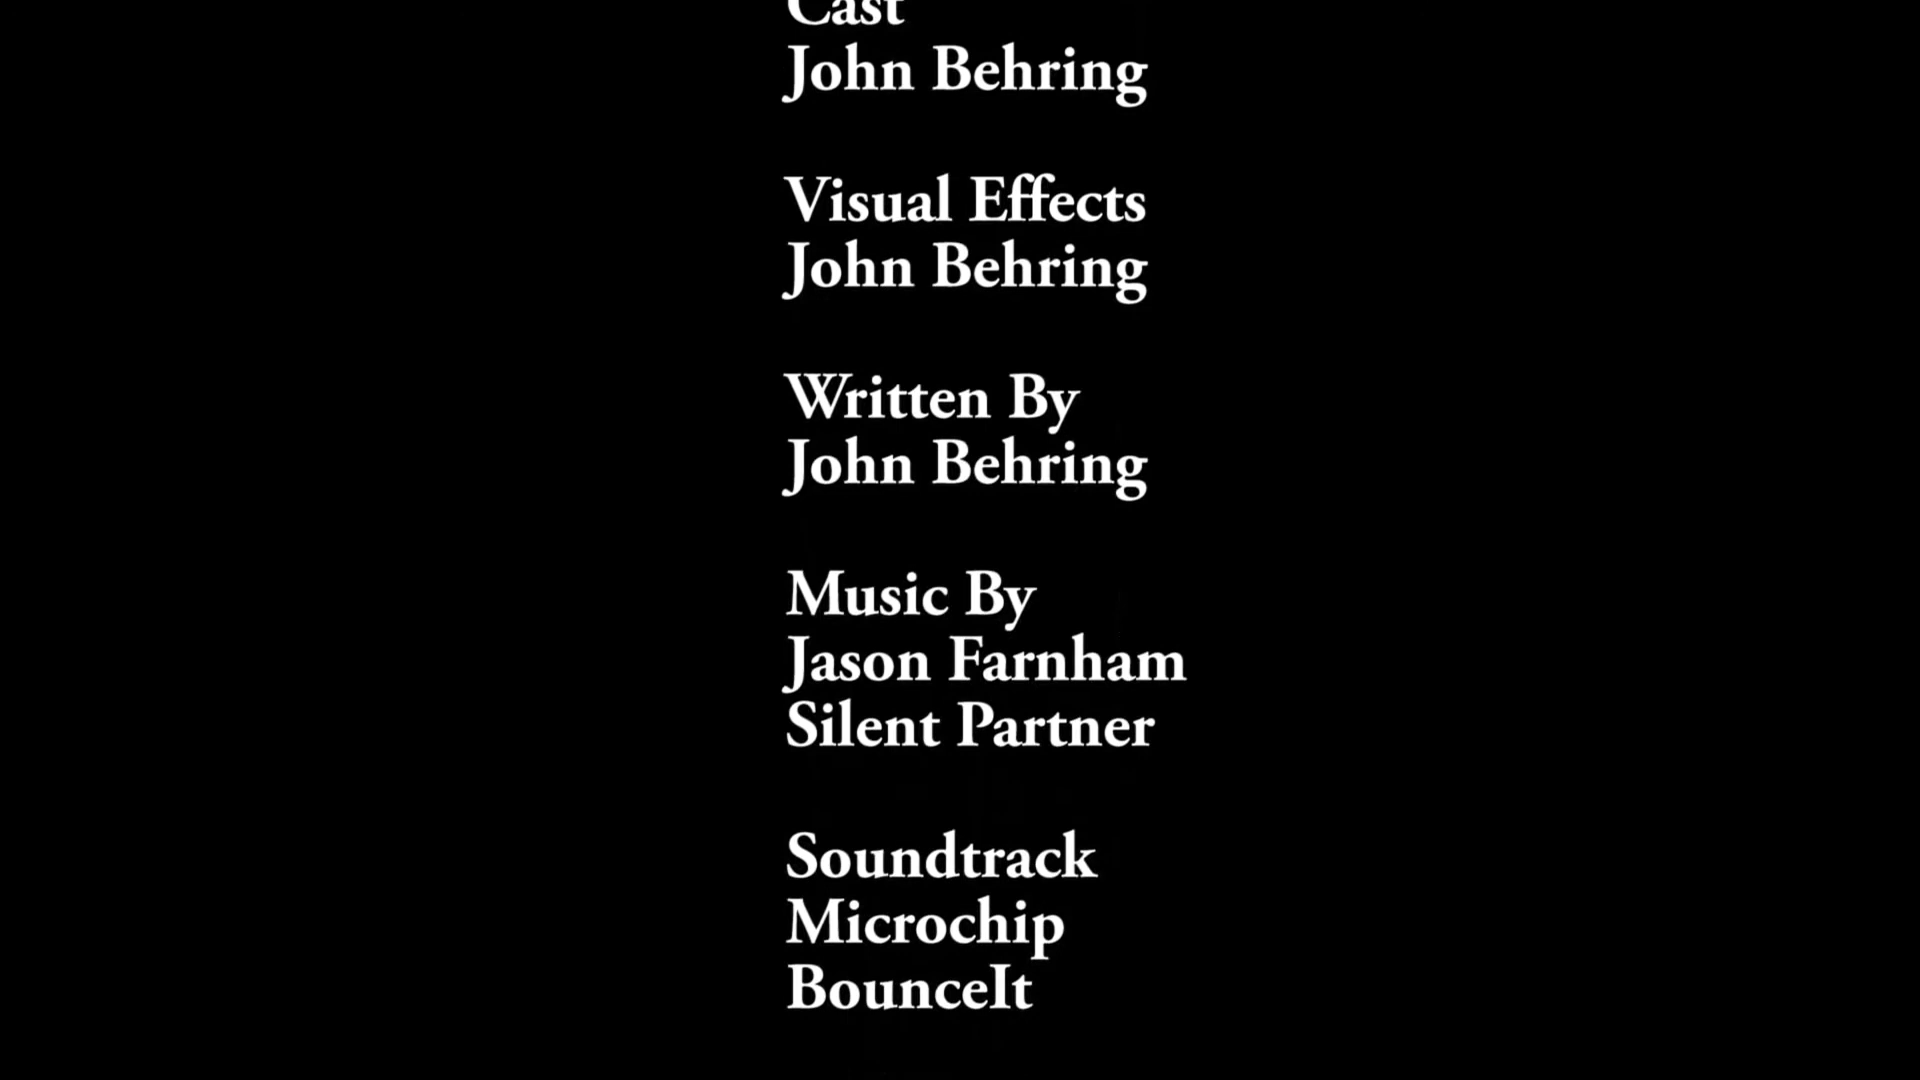 Cast
John Behring
Visual Effects
John Behring
Written By
John Behring
Music By
Jason Farnham
Silent Partner
Soundtrack
Microchip
BounceIt